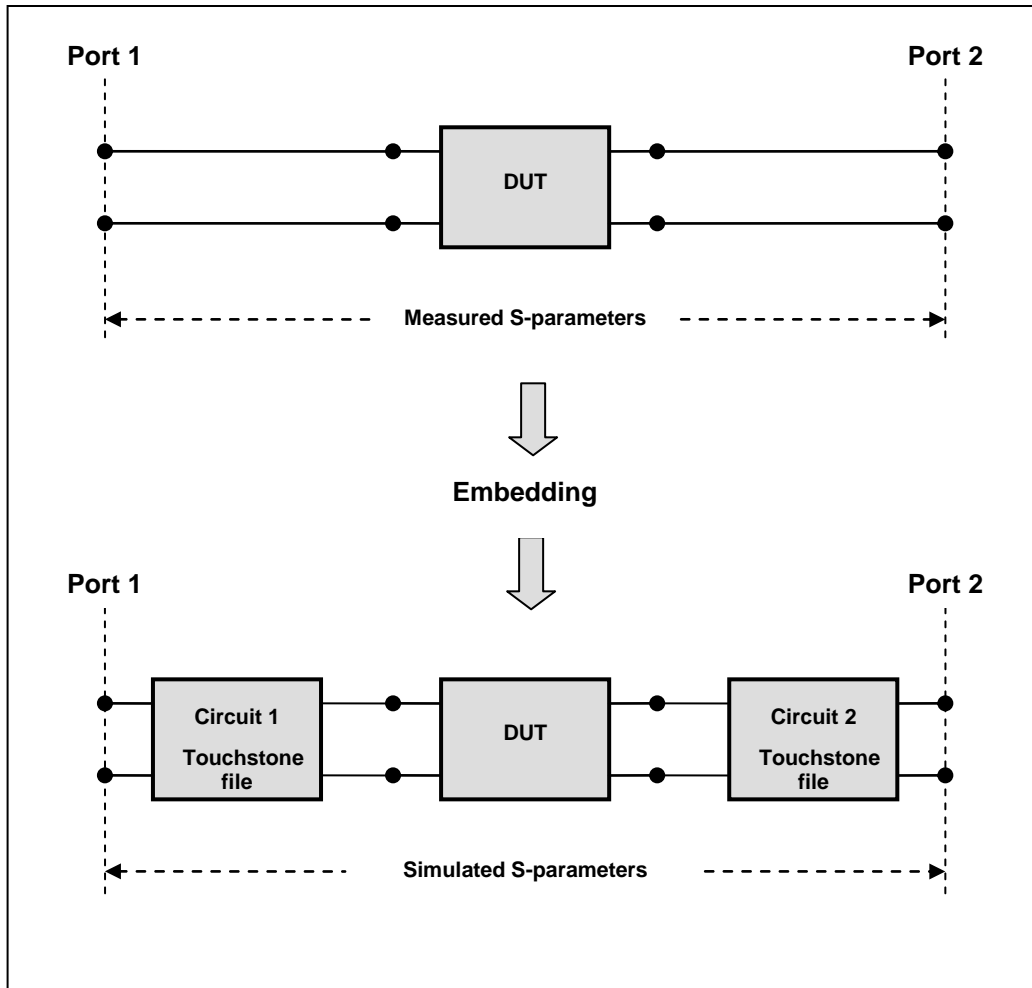 Port 1
Port 2
DUT
Measured S-parameters
Embedding
Port 1
Port 2
Circuit 1
Touchstone
file
DUT
Circuit 2
Touchstone
file
Simulated S-parameters